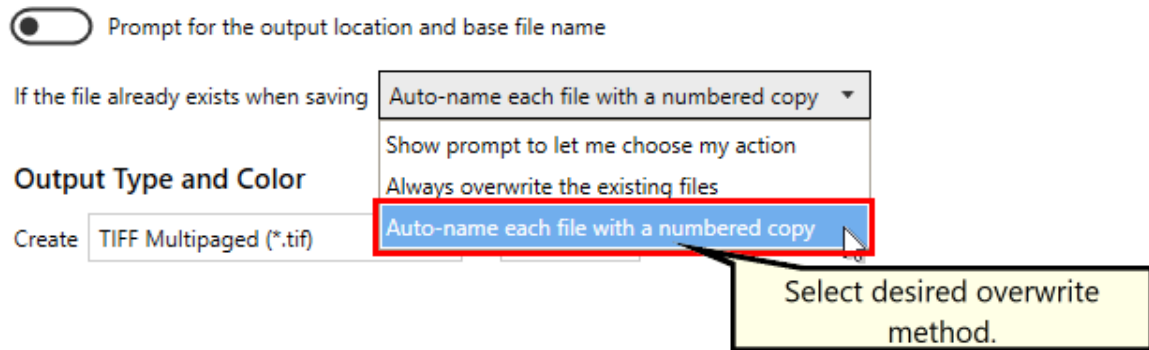 Prompt for the output location and base file name
If the file already exists when saving Auto-name each file with a numbered copy
Show prompt to let me choose my action
Always overwrite the existing files
Auto-name each file with a numbered copy
Output Type and Color
Create TIFF Multipaged (*.tif)
Select desired overwrite
method.